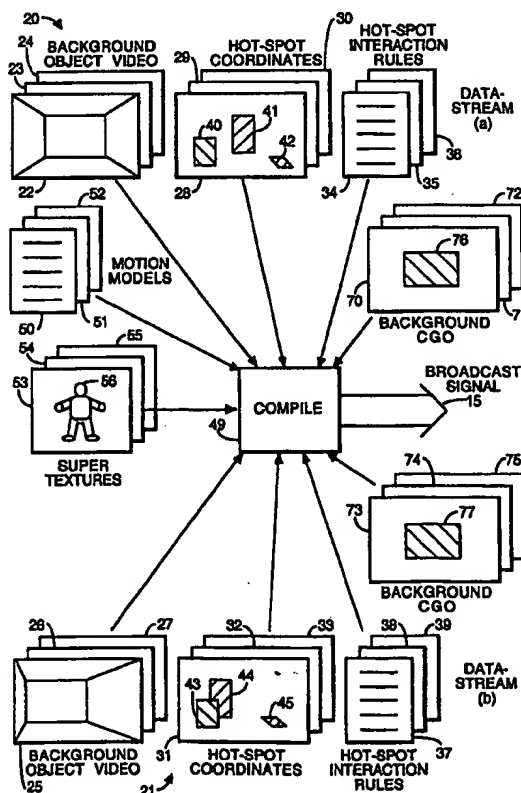 20
24
23
BACKGROUND
OBJECT VIDEO
22
29
HOT-SPOT
COORDINATES
30
40
41
42
28
HOT-SPOT
INTERACTION
RULES
DATA-
STREAM
(a)
36
35
34
52
MOTION
MODELS
50
51
72
76
70
7
BACKGROUND
CGO
55
54
53
56
SUPER
TEXTURES
COMPILE
49
BROADCAST
SIGNAL
15
75
74
73
77
BACKGROUND
CGO
26
27
BACKGROUND
OBJECT VIDEO
25
32
33
43
44
45
31
HOT-SPOT
COORDINATES
21
38
39
37
HOT-SPOT
INTERACTION
RULES
DATA-
STREAM
(b)